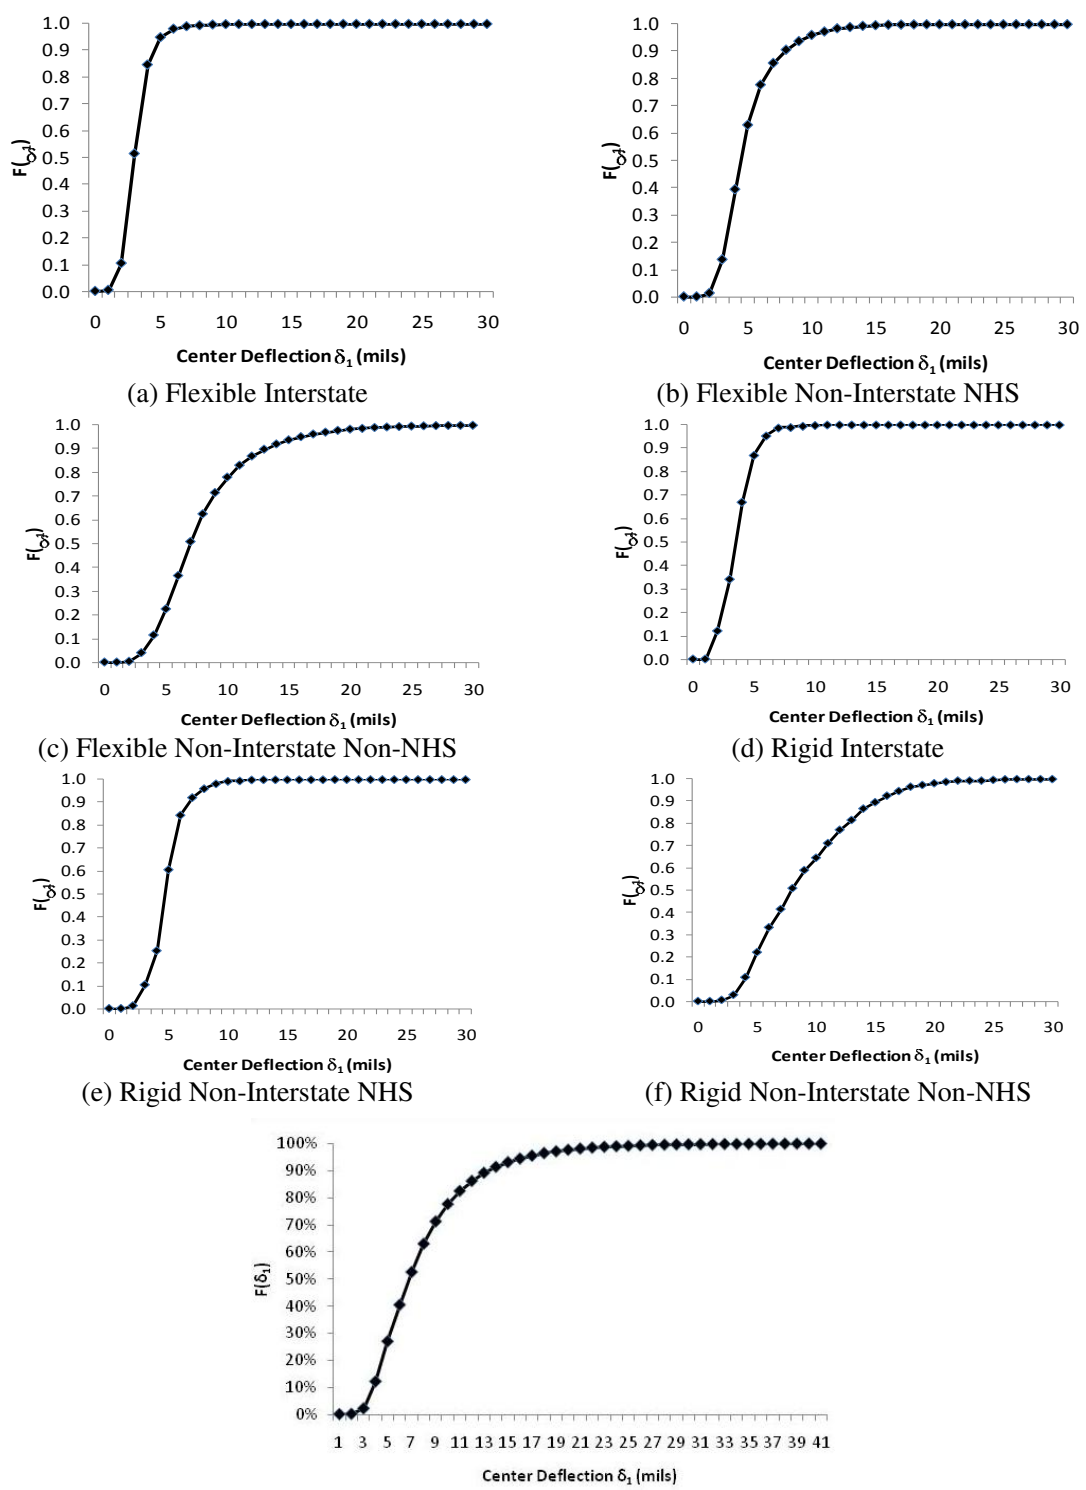 1.0
0.9
0.8
0.7
0.6
0.5
0.4
0.3
0.2
0.1
0.0
F(δ1)
0 5 10 15 20 25 30
Center Deflection δ1 (mils)
(a) Flexible Interstate
1.0
0.9
0.8
0.7
0.6
0.5
0.4
0.3
0.2
0.1
0.0
F(δ1)
0 5 10 15 20 25 30
Center Deflection δ1 (mils)
(b) Flexible Non-Interstate NHS
1.0
0.9
0.8
0.7
0.6
0.5
0.4
0.3
0.2
0.1
0.0
F(δ1)
0 5 10 15 20 25 30
Center Deflection δ1 (mils)
(c) Flexible Non-Interstate Non-NHS
1.0
0.9
0.8
0.7
0.6
0.5
0.4
0.3
0.2
0.1
0.0
F(δ1)
0 5 10 15 20 25 30
Center Deflection δ1 (mils)
(d) Rigid Interstate
1.0
0.9
0.8
0.7
0.6
0.5
0.4
0.3
0.2
0.1
0.0
F(δ1)
0 5 10 15 20 25 30
Center Deflection δ1 (mils)
(e) Rigid Non-Interstate NHS
1.0
0.9
0.8
0.7
0.6
0.5
0.4
0.3
0.2
0.1
0.0
F(δ1)
0 5 10 15 20 25 30
Center Deflection δ1 (mils)
(f) Rigid Non-Interstate Non-NHS
100%
90%
80%
70%
60%
50%
40%
30%
20%
10%
0%
F(δ1)
1 3 5 7 9 11 13 15 17 19 21 23 25 27 29 31 33 35 37 39 41
Center Deflection δ1 (mils)